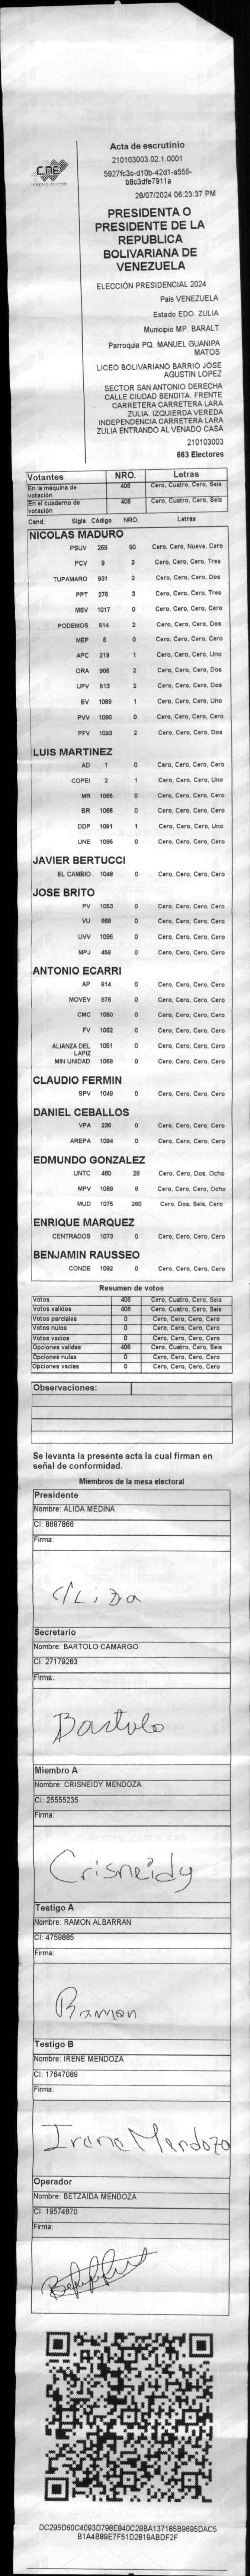 CNE
Acta de escrutinio
210103003.02.1.0001
5927fc3c-d10b-42d1-a555-
b8c3dfe7911a
28/07/2024 06:23:37 PM
PRESIDENTA O
PRESIDENTE DE LA
REPUBLICA
BOLIVARIANA DE
VENEZUELA
ELECCIÓN PRESIDENCIAL 2024
Pais VENEZUELA
Estado EDO. ZULIA
Municipio MP. BARALT
Parroquia PQ. MANUEL GUANIPA
MATOS
LICEO BOLIVARIANO BARRIO JOSE
AGUSTIN LOPEZ
SECTOR SAN ANTONIO DERECHA
CALLE CIUDAD BENDITA. FRENTE
CARRETERA CARRETERA LARA
ZULIA. IZQUIERDA VEREDA
INDEPENDENCIA CARRETERA LARA
ZULIA ENTRANDO AL VENADO CASA
210103003
663 Electores
Votantes NRO. Letras
En la maquina de votación 406 Cero, Cuatro, Cero, Seis
En el cuaderno de votación 406 Cero, Cuatro, Cero, Seis
Cand. Sigla Código NRO. Letras
NICOLAS MADURO
PSUV 269 90 Cero, Cero, Nueve, Cero
PCV 9 3 Cero, Cero, Cero, Tres
TUPAMARO 931 2 Cero, Cero, Cero, Dos
PPT 276 3 Cero, Cero, Cero, Tres
MSV 1017 0 Cero, Cero, Cero, Cero
PODEMOS 514 2 Cero, Cero, Cero, Dos
MEP 6 0 Cero, Cero, Cero, Cero
APC 219 1 Cero, Cero, Cero, Uno
ORA 906 2 Cero, Cero, Cero, Dos
UPV 513 2 Cero, Cero, Cero, Dos
EV 1089 1 Cero, Cero, Cero, Uno
PVV 1090 0 Cero, Cero, Cero, Cero
PFV 1093 2 Cero, Cero, Cero, Dos
LUIS MARTINEZ
AD 1 0 Cero, Cero, Cero, Cero
COPEI 2 1 Cero, Cero, Cero, Uno
MR 1065 0 Cero, Cero, Cero, Cero
BR 1066 0 Cero, Cero, Cero, Cero
DDP 1091 1 Cero, Cero, Cero, Uno
UNE 1095 0 Cero, Cero, Cero, Cero
JAVIER BERTUCCI
EL CAMBIO 1048 0 Cero, Cero, Cero, Cero
JOSE BRITO
PV 1053 0 Cero, Cero, Cero, Cero
VU 868 0 Cero, Cero, Cero, Cero
UVV 1096 0 Cero, Cero, Cero, Cero
MPJ 459 0 Cero, Cero, Cero, Cero
ANTONIO ECARRI
AP 914 0 Cero, Cero, Cero, Cero
MOVEV 878 0 Cero, Cero, Cero, Cero
CMC 1050 0 Cero, Cero, Cero, Cero
FV 1062 0 Cero, Cero, Cero, Cero
ALIANZA DEL LAPIZ 1051 0 Cero, Cero, Cero, Cero
MIN UNIDAD 1069 0 Cero, Cero, Cero, Cero
CLAUDIO FERMIN
SPV 1049 0 Cero, Cero, Cero, Cero
DANIEL CEBALLOS
VPA 236 0 Cero, Cero, Cero, Cero
AREPA 1094 0 Cero, Cero, Cero, Cero
EDMUNDO GONZALEZ
UNTC 460 28 Cero, Cero, Dos, Ocho
MPV 1069 8 Cero, Cero, Cero, Ocho
MUD 1075 260 Cero, Dos, Seis, Cero
ENRIQUE MARQUEZ
CENTRADOS 1073 0 Cero, Cero, Cero, Cero
BENJAMIN RAUSSEO
CONDE 1092 0 Cero, Cero, Cero, Cero
Resumen de votos
Votos 406 Cero, Cuatro, Cero, Seis
Votos validos 406 Cero, Cuatro, Cero, Seis
Votos parciales 0 Cero, Cero, Cero, Cero
Votos nulos 0 Cero, Cero, Cero, Cero
Votos vacios 0 Cero, Cero, Cero, Cero
Opciones validas 406 Cero, Cuatro, Cero, Seis
Opciones nulas 0 Cero, Cero, Cero, Cero
Opciones vacias 0 Cero, Cero, Cero, Cero
Observaciones:
Se levanta la presente acta la cual firman en
señal de conformidad.
Miembros de la mesa electoral
Presidente
Nombre: ALIDA MEDINA
CI: 8697866
Firma:
Alida
Secretario
Nombre: BARTOLO CAMARGO
CI: 27179263
Firma:
Bartolo
Miembro A
Nombre: CRISNEIDY MENDOZA
CI: 25555235
Firma:
Crisneidy
Testigo A
Nombre: RAMON ALBARRAN
CI: 4759885
Firma:
Ramon
Testigo B
Nombre: IRENE MENDOZA
CI: 17647089
Firma:
Irene Mendoza
Operador
Nombre: BETZAIDA MENDOZA
CI: 19574870
Firma:
DC295D60C4093D798E840C28BA137185B9695DAC5
B1A4B89E7F51D2819ABDF2F